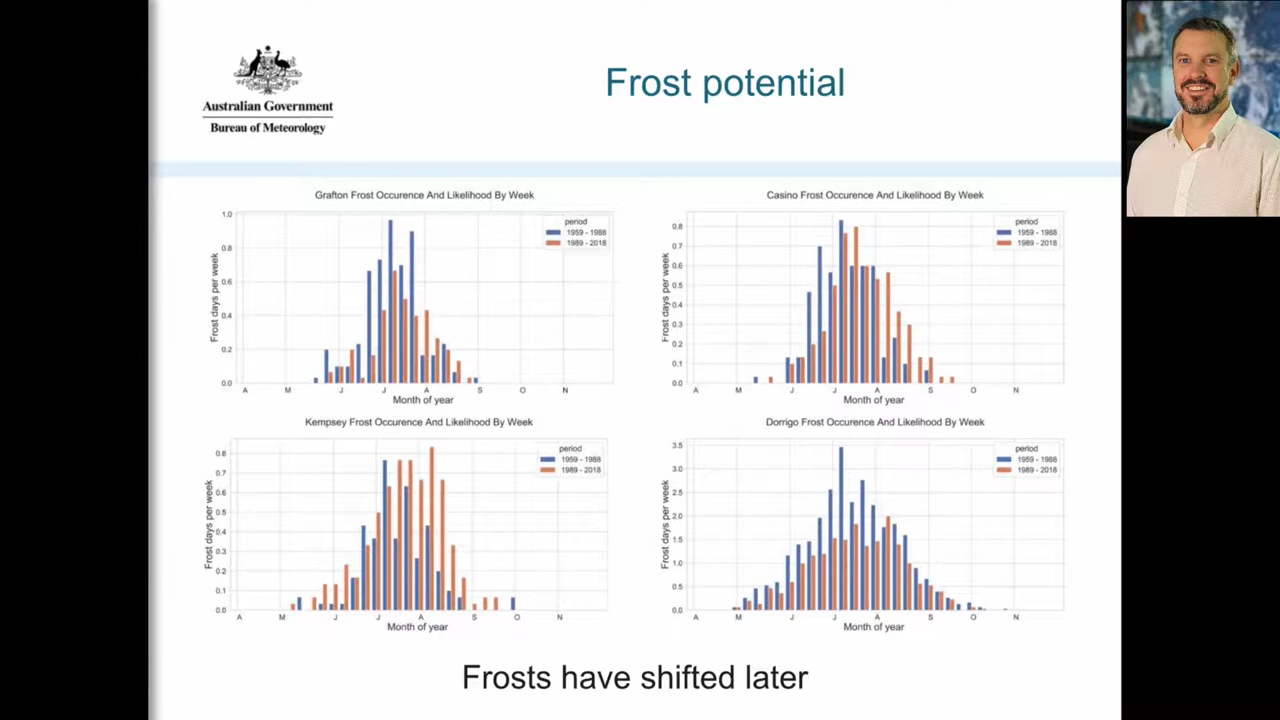 Australian Government
Bureau of Meteorology
Frost potential
Grafton Frost Occurence And Likelihood By Week
Frost days per week
1.0
0.8
0.6
0.4
0.2
0.0
period
1959 - 1988
1989 - 2018
A M J J A S O N
Month of year
Casino Frost Occurence And Likelihood By Week
Frost days per week
0.8
0.7
0.6
0.5
0.4
0.3
0.2
0.1
0.0
period
1959 - 1988
1989 - 2018
A M J J A S O N
Month of year
Kempsey Frost Occurence And Likelihood By Week
Frost days per week
0.8
0.7
0.6
0.5
0.4
0.3
0.2
0.1
0.0
period
1959 - 1988
1989 - 2018
A M J J A S O N
Month of year
Dorrigo Frost Occurence And Likelihood By Week
Frost days per week
3.5
3.0
2.5
2.0
1.5
1.0
0.5
0.0
period
1959 - 1988
1989 - 2018
A M J J A S O N
Month of year
Frosts have shifted later